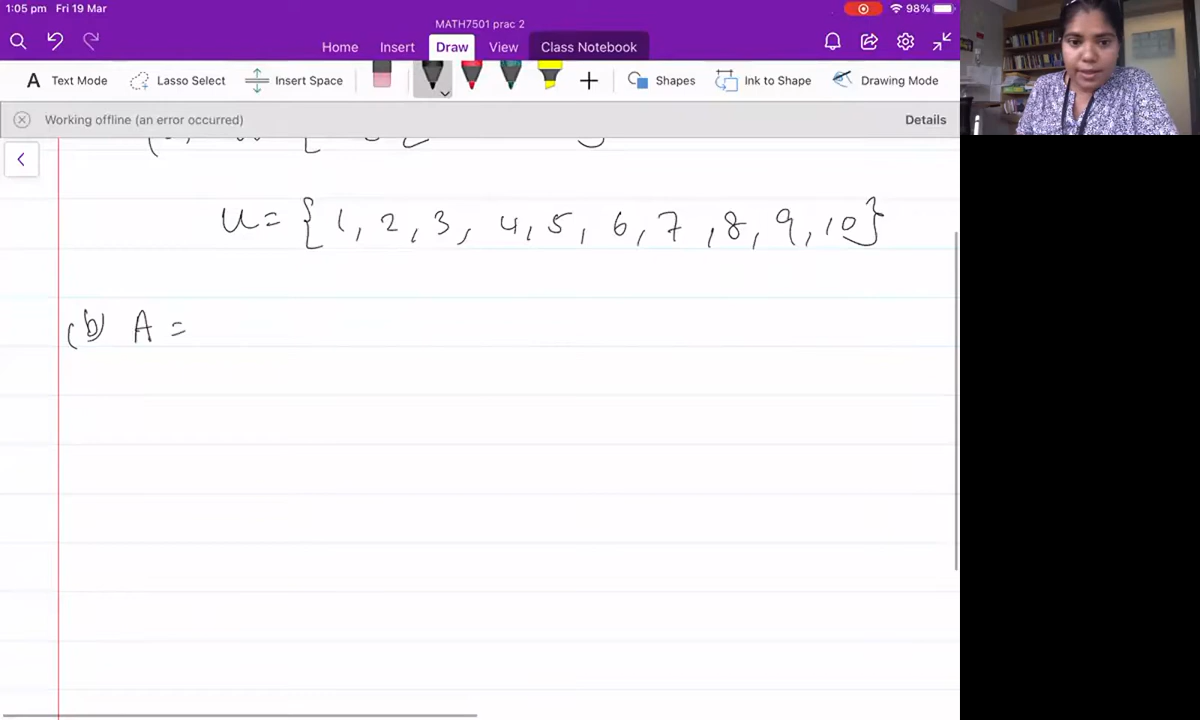 1:05 pm Fri 19 Mar
98%
MATH7501 prac 2
Home Insert Draw View Class Notebook
A Text Mode Lasso Select Insert Space Shapes Ink to Shape Drawing Mode
Working offline (an error occurred) Details
U = { 1, 2, 3, 4, 5, 6, 7, 8, 9, 10 }
(b) A =